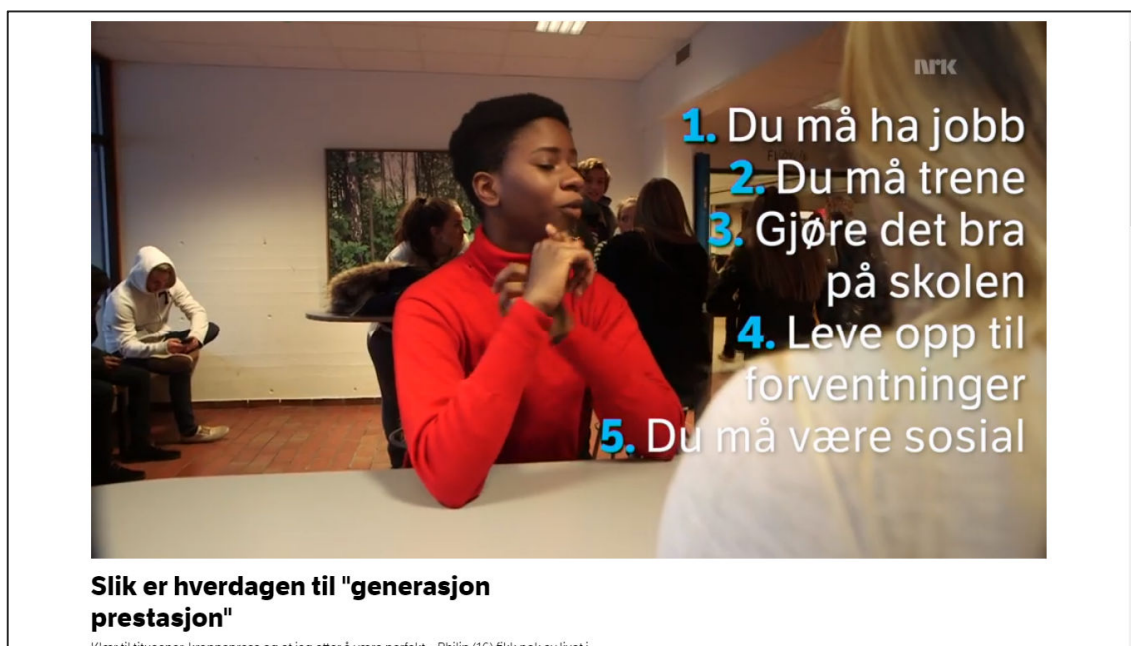 nrk
1. Du må ha jobb
2. Du må trene
3. Gjøre det bra
på skolen
4. Leve opp til
forventninger
5. Du må være sosial
Slik er hverdagen til "generasjon
prestasjon"